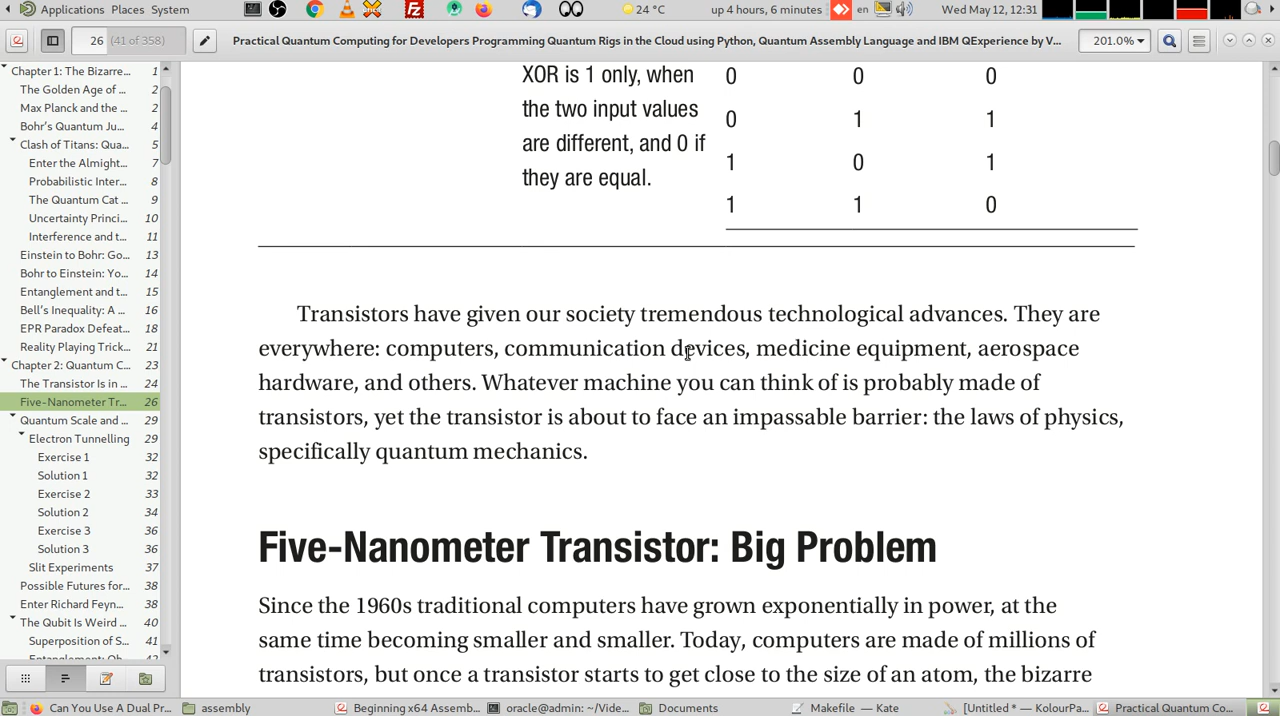 Applications Places System
24 °C
up 4 hours, 6 minutes
en
Wed May 12, 12:31
26 (41 of 358)
Practical Quantum Computing for Developers Programming Quantum Rigs in the Cloud using Python, Quantum Assembly Language and IBM QExperience by V...
201.0%
Chapter 1: The Bizarre... 1
The Golden Age of ... 2
Max Planck and the ... 2
Bohr's Quantum Ju... 4
Clash of Titans: Qua... 5
Enter the Almight... 7
Probabilistic Inter... 8
The Quantum Cat ... 9
Uncertainty Princi... 10
Interference and t... 11
Einstein to Bohr: Go... 13
Bohr to Einstein: Yo... 14
Entanglement and t... 15
Bell's Inequality: A ... 16
EPR Paradox Defeat... 18
Reality Playing Trick... 21
Chapter 2: Quantum C... 23
The Transistor Is in ... 24
Five-Nanometer Tr... 26
Quantum Scale and ... 29
Electron Tunnelling 29
Exercise 1 32
Solution 1 32
Exercise 2 33
Solution 2 34
Exercise 3 36
Solution 3 36
Slit Experiments 37
Possible Futures for... 38
Enter Richard Feyn... 38
The Qubit Is Weird ... 40
Superposition of S... 41
XOR is 1 only, when
the two input values
are different, and 0 if
they are equal.
0 0 0
0 1 1
1 0 1
1 1 0
Transistors have given our society tremendous technological advances. They are
everywhere: computers, communication devices, medicine equipment, aerospace
hardware, and others. Whatever machine you can think of is probably made of
transistors, yet the transistor is about to face an impassable barrier: the laws of physics,
specifically quantum mechanics.
Five-Nanometer Transistor: Big Problem
Since the 1960s traditional computers have grown exponentially in power, at the
same time becoming smaller and smaller. Today, computers are made of millions of
transistors, but once a transistor starts to get close to the size of an atom, the bizarre
Can You Use A Dual Pr...
assembly
Beginning x64 Assemb...
oracle@admin: ~/Vide...
Documents
Makefile — Kate
[Untitled * — KolourPa...
Practical Quantum Co...